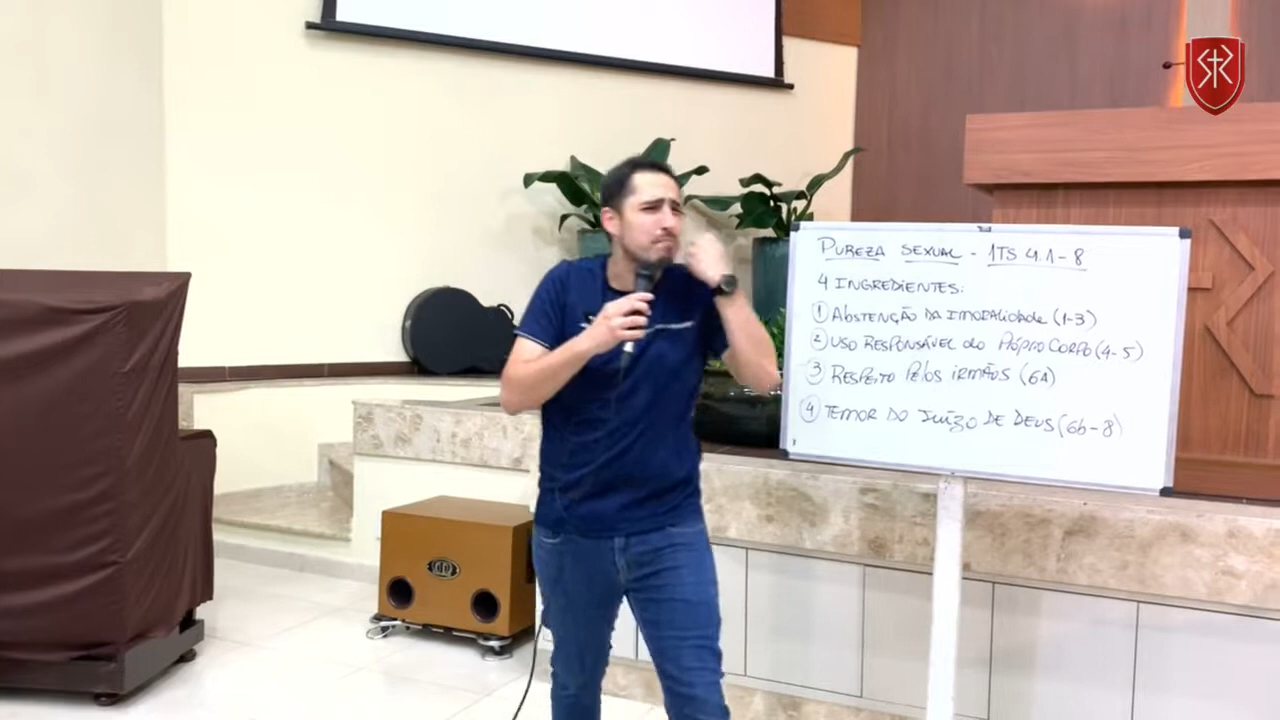 PUREZA SEXUAL - 1TS 4.1-8
4 INGREDIENTES:
1 ABSTENÇÃO DA IMORALIDADE (1-3)
2 USO RESPONSÁVEL do PRÓPRIO CORPO (4-5)
3 RESPEITO PELOS IRMÃOS (6A)
4 TEMOR DO JUÍZO DE DEUS (6b-8)